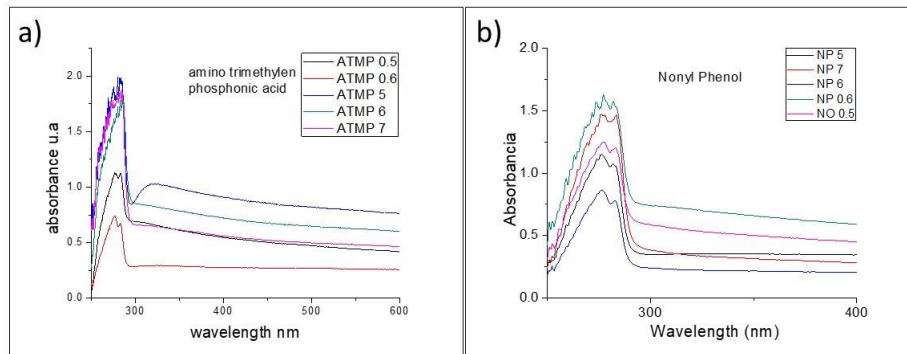 a)
absorbance u.a
2.0
1.5
1.0
0.5
0.0
amino trimethylen
phosphonic acid
ATMP 0.5
ATMP 0.6
ATMP 5
ATMP 6
ATMP 7
300
400
500
600
wavelength nm
b)
Absorbancia
2.0
1.5
1.0
0.5
0.0
Nonyl Phenol
NP 5
NP 7
NP 6
NP 0.6
NO 0.5
300
400
Wavelength (nm)